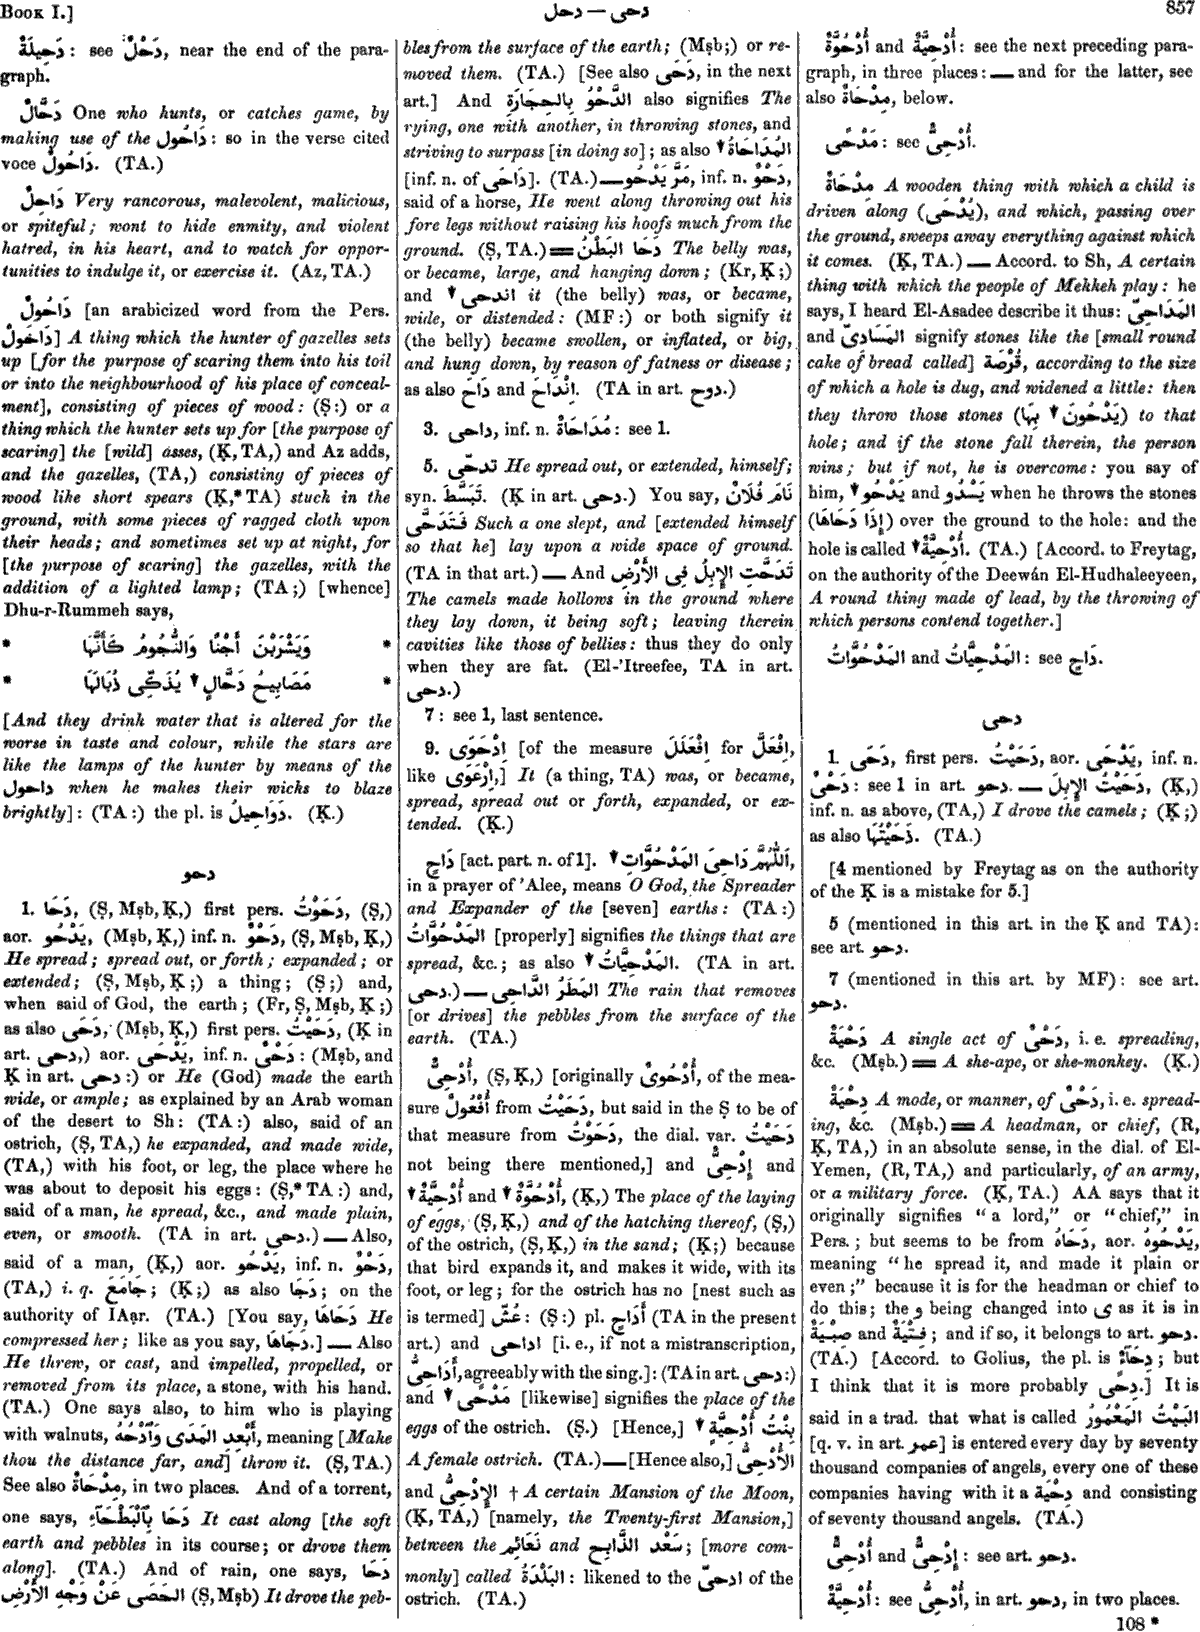 BOOK I.]
دحل — دحى
857
دَحِيلَةٌ : see دَحْلٌ, near the end of the para-
graph.
دَحَّالٌ One who hunts, or catches game, by
making use of the دَاحُول : so in the verse cited
voce دَاحُولٌ. (TA.)
دَاحِلٌ Very rancorous, malevolent, malicious,
or spiteful; wont to hide enmity, and violent
hatred, in his heart, and to watch for oppor-
tunities to indulge it, or exercise it. (Az, TA.)
دَاحُولٌ [an arabicized word from the Pers.
دَاخُولْ] A thing which the hunter of gazelles sets
up [for the purpose of scaring them into his toil
or into the neighbourhood of his place of conceal-
ment], consisting of pieces of wood : (Ṣ :) or a
thing which the hunter sets up for [the purpose of
scaring] the [wild] asses, (Ḳ, TA,) and Az adds,
and the gazelles, (TA,) consisting of pieces of
wood like short spears (Ḳ,* TA) stuck in the
ground, with some pieces of ragged cloth upon
their heads; and sometimes set up at night, for
[the purpose of scaring] the gazelles, with the
addition of a lighted lamp; (TA;) [whence]
Dhu-r-Rummeh says,
* وَيَشْرَبْنَ أَجْنًا وَالنُّجُومُ كَأَنَّهَا *
* مَصَابِيحُ دَحَّالٍ ♦ يُذَكِّى ذُبَالَهَا *
[And they drink water that is altered for the
worse in taste and colour, while the stars are
like the lamps of the hunter by means of the
داحول when he makes their wicks to blaze
brightly] : (TA :) the pl. is دَوَاحِيلُ. (Ḳ.)
دحو
1. دَحَا, (Ṣ, Mṣb, Ḳ,) first pers. دَحَوْتُ, (Ṣ,)
aor. يَدْحُو, (Mṣb, Ḳ,) inf. n. دَحْوٌ, (Ṣ, Mṣb, Ḳ,)
He spread; spread out, or forth; expanded; or
extended; (Ṣ, Mṣb, Ḳ;) a thing; (Ṣ;) and,
when said of God, the earth; (Fr, Ṣ, Mṣb, Ḳ;)
as also دَحَى, (Mṣb, Ḳ,) first pers. دَحَيْتُ, (Ḳ in
art. دحى,) aor. يَدْحَى, inf. n. دَحْىٌ : (Mṣb, and
Ḳ in art. دحى :) or He (God) made the earth
wide, or ample; as explained by an Arab woman
of the desert to Sh: (TA :) also, said of an
ostrich, (Ṣ, TA,) he expanded, and made wide,
(TA,) with his foot, or leg, the place where he
was about to deposit his eggs : (Ṣ,* TA :) and,
said of a man, he spread, &c., and made plain,
even, or smooth. (TA in art. دحى.) — Also,
said of a man, (Ḳ,) aor. يَدْحُو, inf. n. دَحْوٌ,
(TA,) i. q. جَامَعَ; (Ḳ;) as also دَجَا; on the
authority of IAạr. (TA.) [You say, دَحَاهَا He
compressed her; like as you say, دَجَاهَا.] — Also
He threw, or cast, and impelled, propelled, or
removed from its place, a stone, with his hand.
(TA.) One says also, to him who is playing
with walnuts, أَبْعِدِ المَدَى وَٱدْحُهُ, meaning [Make
thou the distance far, and] throw it. (Ṣ, TA.)
See also مِدْحَاةٌ, in two places. And of a torrent,
one says, دَحَا بِٱلْبَطْحَآءِ It cast along [the soft
earth and pebbles in its course; or drove them
along]. (TA.) And of rain, one says, دَحَا
الحَصَى عَنْ وَجْهِ الأَرْضِ (Ṣ, Mṣb) It drove the peb-
bles from the surface of the earth; (Mṣb;) or re-
moved them. (TA.) [See also دَحَى, in the next
art.] And الدَّحْوُ بِالحِجَارَةِ also signifies The
vying, one with another, in throwing stones, and
striving to surpass [in doing so]; as also ♦ المُدَاحَاةُ
[inf. n. of دَاحَى]. (TA.) — مَرَّ يَدْحُو, inf. n. دَحْوٌ,
said of a horse, He went along throwing out his
fore legs without raising his hoofs much from the
ground. (Ṣ, TA.) = دَحَا البَطْنُ The belly was,
or became, large, and hanging down; (Kr, Ḳ;)
and ♦ اندحى it (the belly) was, or became,
wide, or distended : (MF :) or both signify it
(the belly) became swollen, or inflated, or big,
and hung down, by reason of fatness or disease;
as also دَاحَ and إِنْدَاحَ. (TA in art. دوح.)
3. داحى, inf. n. مُدَاحَاةٌ : see 1.
5. تدحّى He spread out, or extended, himself;
syn. تَبَسَّطَ. (Ḳ in art. دحى.) You say, نَامَ فُلَانٌ
فَتَدَحَّى Such a one slept, and [extended himself
so that he] lay upon a wide space of ground.
(TA in that art.) — And تَدَحَّتِ الإِبِلُ فِى الأَرْضِ
The camels made hollows in the ground where
they lay down, it being soft; leaving therein
cavities like those of bellies : thus they do only
when they are fat. (El-'Itreefee, TA in art.
دحى.)
7 : see 1, last sentence.
9. اِدْحَوَى [of the measure اِفْعَلَلَ for اِفْعَلَّ,
like اِرْعَوَى,] It (a thing, TA) was, or became,
spread, spread out or forth, expanded, or ex-
tended. (Ḳ.)
دَاحٍ [act. part. n. of 1]. اَللّٰهُمَّ دَاحِىَ المَدْحُوَّاتِ ♦,
in a prayer of 'Alee, means O God, the Spreader
and Expander of the [seven] earths : (TA :)
المَدْحُوَّاتُ [properly] signifies the things that are
spread, &c.; as also ♦ المَدْحِيَّاتُ. (TA in art.
دحى.) — المَطَرُ الدَّاحِى The rain that removes
[or drives] the pebbles from the surface of the
earth. (TA.)
أُدْحِىٌّ, (Ṣ, Ḳ,) [originally أُدْحُوىٌ, of the mea-
sure أُفْعُولٌ from دَحَيْتُ, but said in the Ṣ to be of
that measure from دَحَوْتُ, the dial. var. دَحَيْتُ
not being there mentioned,] and إِدْحِىٌّ and
♦ أُدْحِيَّةٌ and ♦ أُدْحُوَّةٌ, (Ḳ,) The place of the laying
of eggs, (Ṣ, Ḳ,) and of the hatching thereof, (Ṣ,)
of the ostrich, (Ṣ, Ḳ,) in the sand; (Ḳ;) because
that bird expands it, and makes it wide, with its
foot, or leg; for the ostrich has no [nest such as
is termed] عُشّ : (Ṣ :) pl. أَدَاحٍ (TA in the present
art.) and اداحى [i. e., if not a mistranscription,
أَدَاحِىُّ, agreeably with the sing.] : (TA in art. دحى :)
and ♦ مَدْحًى [likewise] signifies the place of the
eggs of the ostrich. (Ṣ.) [Hence,] ♦ بِنْتُ أُدْحِيَّةٍ
A female ostrich. (TA.) — [Hence also,] الأُدْحِىُّ
and الإِدْحِىُّ † A certain Mansion of the Moon,
(Ḳ, TA,) [namely, the Twenty-first Mansion,]
between the نَعَائِم and سَعْد الذَّابِح; [more com-
monly] called البَلْدَةُ : likened to the ادحىّ of the
ostrich. (TA.)
أُدْحِيَّةٌ and أُدْحُوَّةٌ : see the next preceding para-
graph, in three places : — and for the latter, see
also مِدْحَاةٌ, below.
مَدْحًى : see أُدْحِىٌّ.
مِدْحَاةٌ A wooden thing with which a child is
driven along (يُدْحَى), and which, passing over
the ground, sweeps away everything against which
it comes. (Ḳ, TA.) — Accord. to Sh, A certain
thing with which the people of Mekkeh play : he
says, I heard El-Asadee describe it thus : المَدَاحِىّ
and المَسَادِىّ signify stones like the [small round
cake of bread called] قُرْصَة, according to the size
of which a hole is dug, and widened a little : then
they throw those stones (يَدْحُونَ ♦ بِهَا) to that
hole; and if the stone fall therein, the person
wins; but if not, he is overcome : you say of
him, ♦ يَدْحُو and يَسْدُو when he throws the stones
(إِذَا دَحَاهَا) over the ground to the hole : and the
hole is called ♦ أُدْحِيَّةٌ. (TA.) [Accord. to Freytag,
on the authority of the Deewán El-Hudhaleeyeen,
A round thing made of lead, by the throwing of
which persons contend together.]
المَدْحُوَّاتُ and المَدْحِيَّاتُ : see دَاحٍ.
دحى
1. دَحَى, first pers. دَحَيْتُ, aor. يَدْحَى, inf. n.
دَحْىٌ : see 1 in art. دحو. — دَحَيْتُ الإِبِلَ, (Ḳ,)
inf. n. as above, (TA,) I drove the camels; (Ḳ;)
as also ذَحَيْتُهَا. (TA.)
[4 mentioned by Freytag as on the authority
of the Ḳ is a mistake for 5.]
5 (mentioned in this art. in the Ḳ and TA) :
see art. دحو.
7 (mentioned in this art. by MF) : see art.
دحو.
دَحْيَةٌ A single act of دَحْىٌ, i. e. spreading,
&c. (Mṣb.) = A she-ape, or she-monkey. (Ḳ.)
دِحْيَةٌ A mode, or manner, of دَحْىٌ, i. e. spread-
ing, &c. (Mṣb.) = A headman, or chief, (R,
Ḳ, TA,) in an absolute sense, in the dial. of El-
Yemen, (R, TA,) and particularly, of an army,
or a military force. (Ḳ, TA.) AA says that it
originally signifies "a lord," or "chief," in
Pers.; but seems to be from دَحَاهُ, aor. يَدْحُوهُ,
meaning "he spread it, and made it plain or
even;" because it is for the headman or chief to
do this; the و being changed into ى as it is in
صِبْيَةٌ and فِتْيَةٌ; and if so, it belongs to art. دحو.
(TA.) [Accord. to Golius, the pl. is دِحَآءٌ; but
I think that it is more probably دِحًى.] It is
said in a trad. that what is called البَيْتُ المَعْمُورُ
[q. v. in art. عمر] is entered every day by seventy
thousand companies of angels, every one of these
companies having with it a دِحْيَة and consisting
of seventy thousand angels. (TA.)
أُدْحِىٌّ and إِدْحِىٌّ : see art. دحو.
أُدْحِيَّةٌ : see أُدْحِىٌّ, in art. دحو, in two places.
108 *